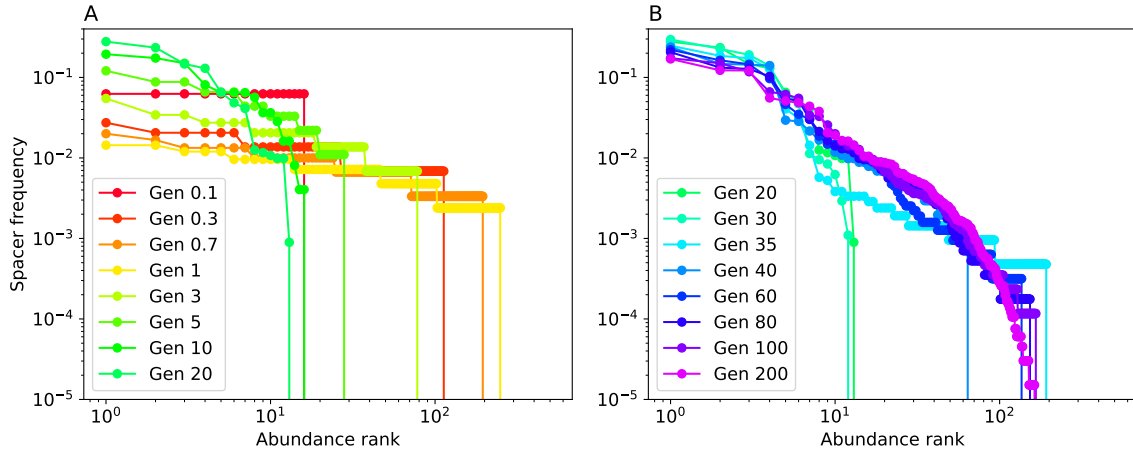 A
Spacer frequency
10⁻¹
10⁻²
10⁻³
10⁻⁴
10⁻⁵
Gen 0.1
Gen 0.3
Gen 0.7
Gen 1
Gen 3
Gen 5
Gen 10
Gen 20
10⁰
10¹
10²
Abundance rank
B
10⁻¹
10⁻²
10⁻³
10⁻⁴
10⁻⁵
Gen 20
Gen 30
Gen 35
Gen 40
Gen 60
Gen 80
Gen 100
Gen 200
10⁰
10¹
10²
Abundance rank